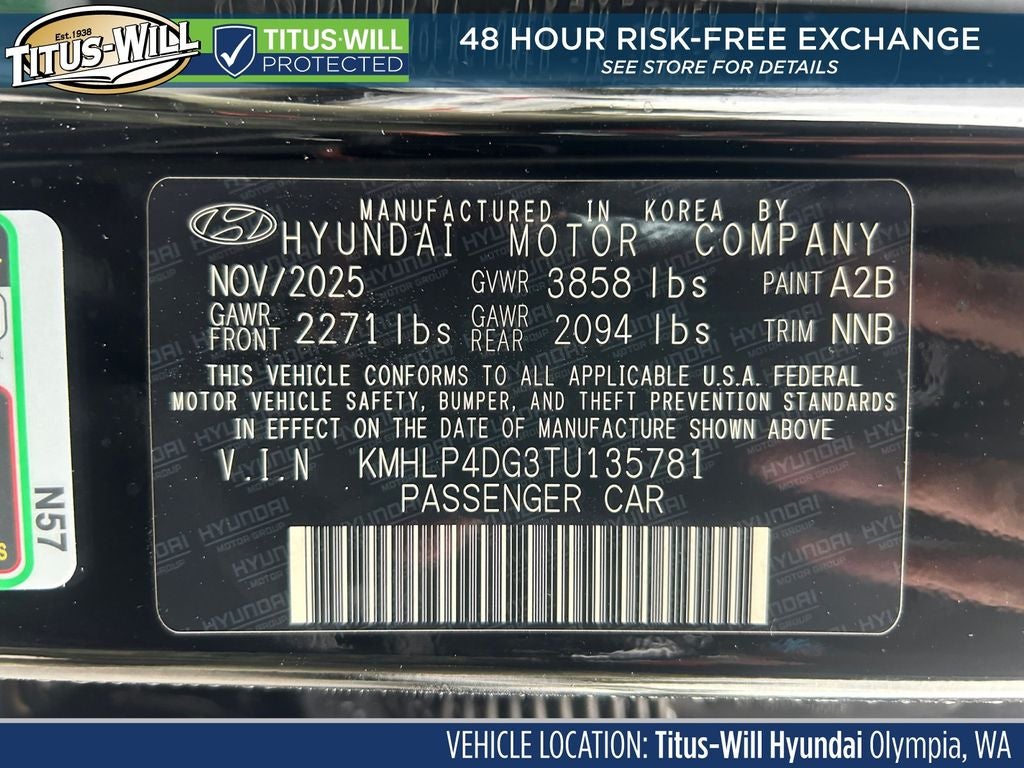 Est. 1938
TITUS-WILL
TITUS-WILL
PROTECTED
48 HOUR RISK-FREE EXCHANGE
SEE STORE FOR DETAILS
MANUFACTURED IN KOREA BY
HYUNDAI MOTOR COMPANY
NOV/2025 GVWR 3858 lbs PAINT A2B
GAWR FRONT 2271 lbs GAWR REAR 2094 lbs TRIM NNB
THIS VEHICLE CONFORMS TO ALL APPLICABLE U.S.A. FEDERAL
MOTOR VEHICLE SAFETY, BUMPER, AND THEFT PREVENTION STANDARDS
IN EFFECT ON THE DATE OF MANUFACTURE SHOWN ABOVE
V.I.N KMHLP4DG3TU135781
PASSENGER CAR
N57
VEHICLE LOCATION: Titus-Will Hyundai Olympia, WA